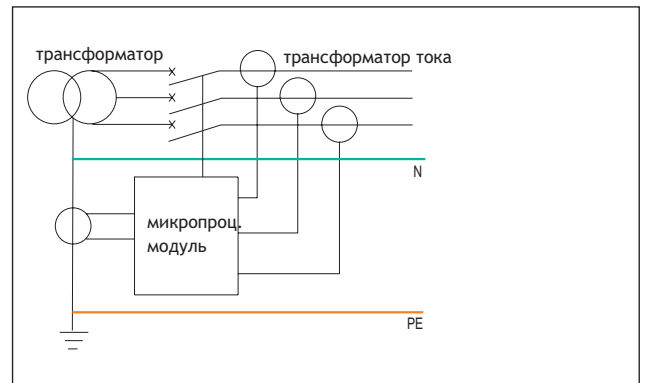 трансформатор
трансформатор тока
N
микропроц.
модуль
PE